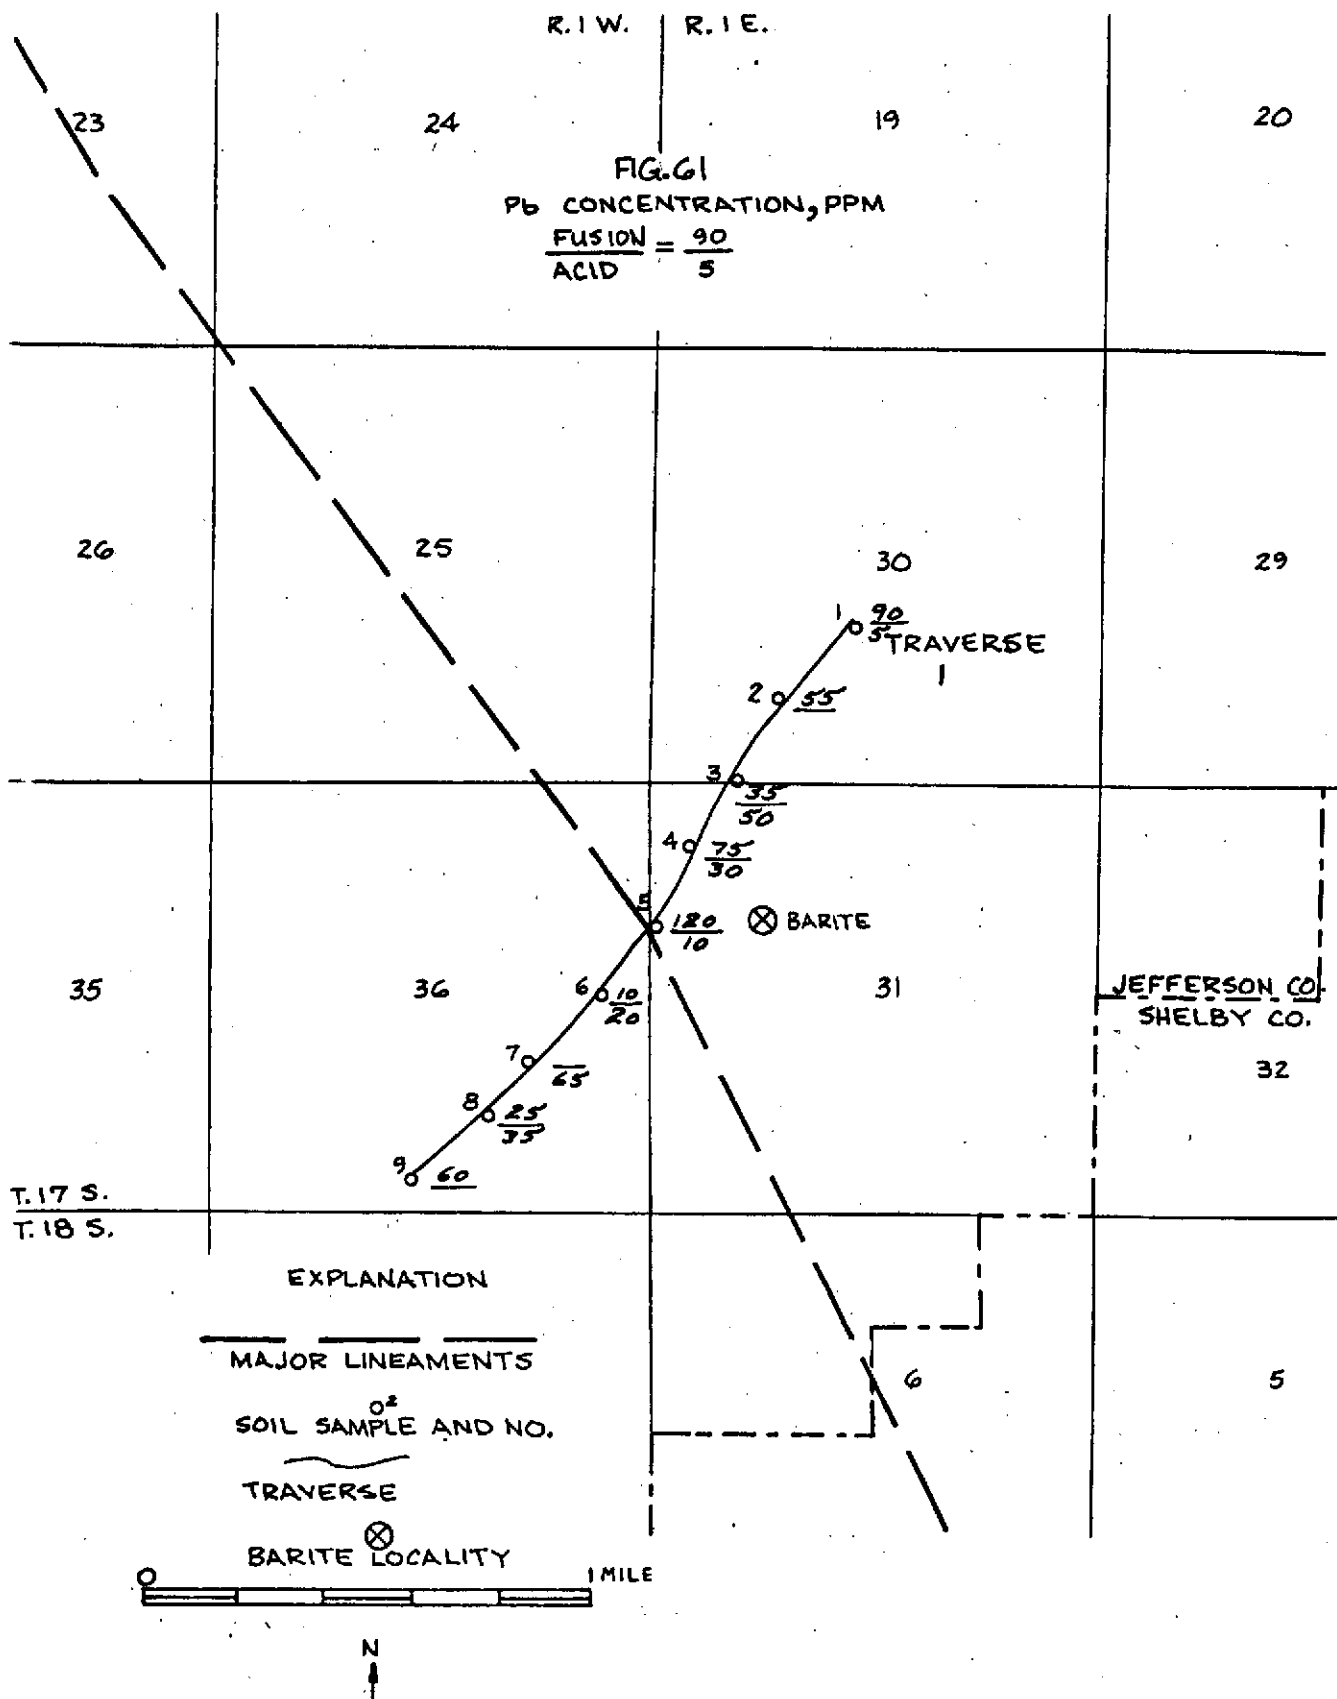 R.1 W. R.1 E.
23 24 19 20
FIG.61
Pb CONCENTRATION, PPM
FUSION = 90
ACID 5
26 25 30 29
1 90
5 TRAVERSE
1
2 55
3 35
50
4 75
30
5 120
10
BARITE
35 36 31
6 10
20
JEFFERSON CO.
SHELBY CO.
32
7 65
8 25
35
9 60
T.17 S.
T.18 S.
EXPLANATION
MAJOR LINEAMENTS
6 5
2
SOIL SAMPLE AND NO.
TRAVERSE
BARITE LOCALITY
0 1 MILE
N